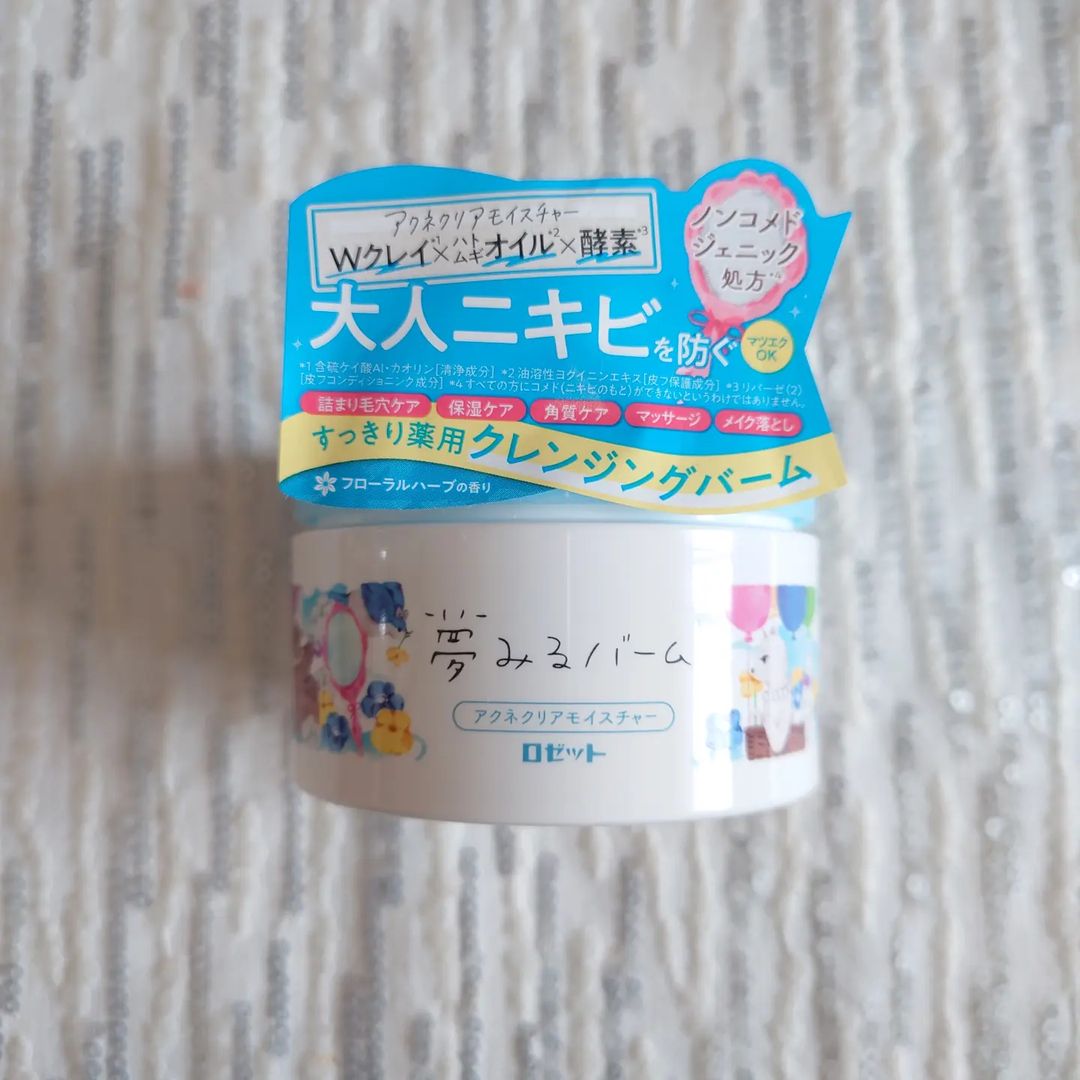 アクネクリアモイスチャー
Wクレイ*1×ハトムギオイル*2×酵素*3
大人ニキビを防ぐ
ノンコメド
ジェニック
処方*4
マツエク
OK
*1 含硫ケイ酸Al・カオリン[清浄成分] *2 油溶性ヨクイニンエキス[皮フ保護成分] *3 リパーゼ(2)
[皮フコンディショニング成分] *4 すべての方にコメド(ニキビのもと)ができないというわけではありません。
詰まり毛穴ケア 保湿ケア 角質ケア マッサージ メイク落とし
すっきり薬用クレンジングバーム
フローラルハーブの香り
夢みるバーム
アクネクリアモイスチャー
ロゼット